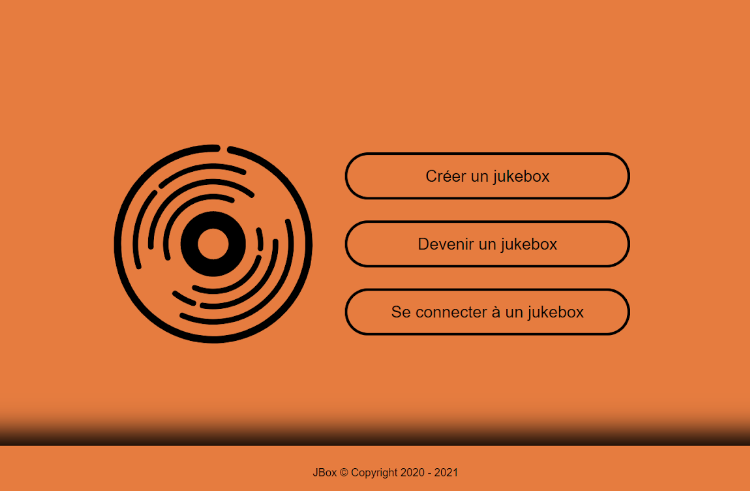 Créer un jukebox
Devenir un jukebox
Se connecter à un jukebox
JBox © Copyright 2020 - 2021